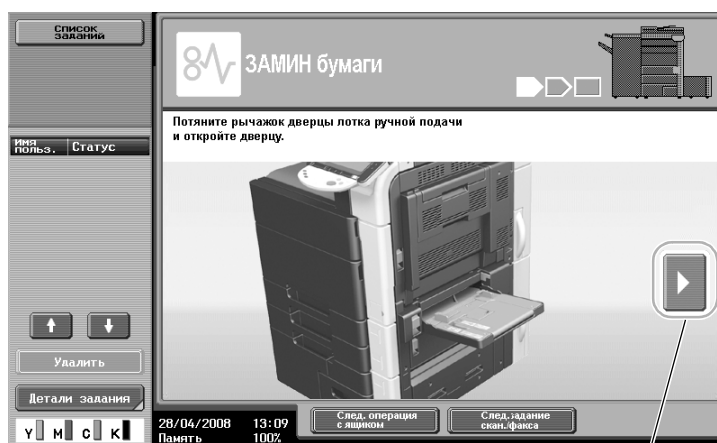 Список
заданий
ЗАМИН бумаги
Потяните рычажок дверцы лотка ручной подачи
и откройте дверцу.
Имя
польз.
Статус
Удалить
Детали задания
Y M C K
28/04/2008 13:09
Память 100%
След. операция
с ящиком
След.задание
скан./факса